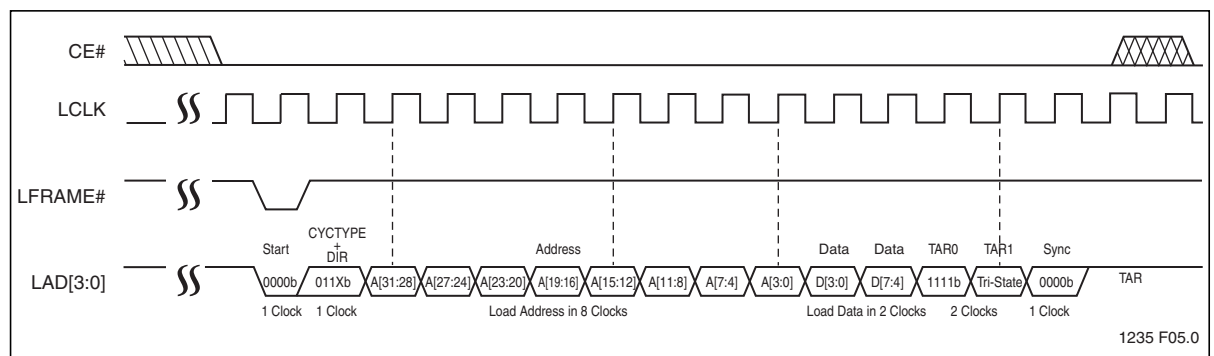 CE#
LCLK
LFRAME#
CYCTYPE
Start + Address Data Data TAR0 TAR1 Sync
DIR
LAD[3:0] 0000b 011Xb A[31:28] A[27:24] A[23:20] A[19:16] A[15:12] A[11:8] A[7:4] A[3:0] D[3:0] D[7:4] 1111b Tri-State 0000b TAR
1 Clock 1 Clock Load Address in 8 Clocks Load Data in 2 Clocks 2 Clocks 1 Clock
1235 F05.0